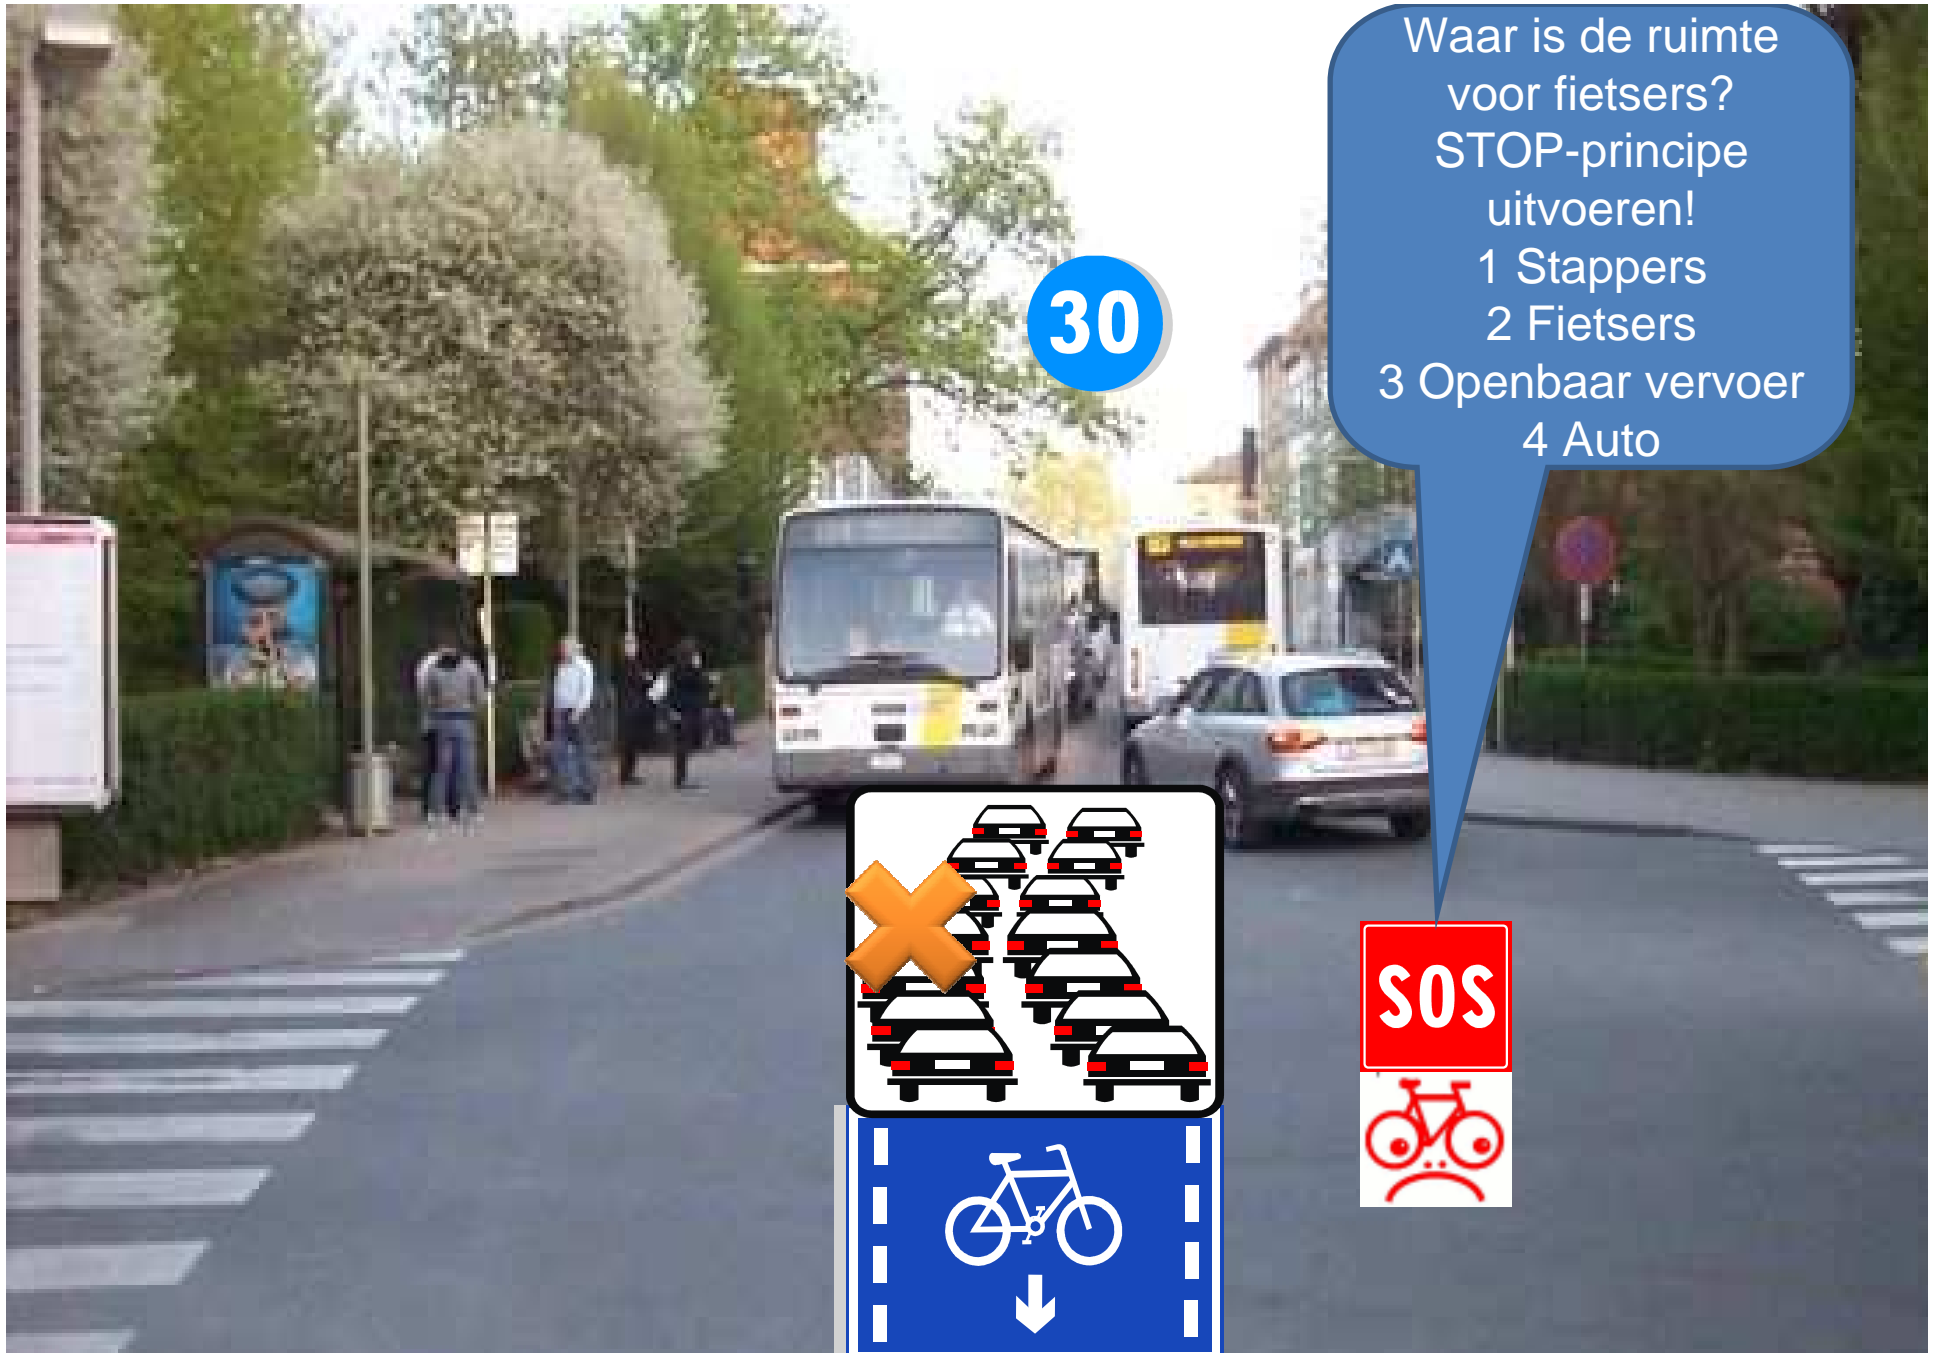 Waar is de ruimte
voor fietsers?
STOP-principe
uitvoeren!
1 Stappers
2 Fietsers
3 Openbaar vervoer
4 Auto
30
SOS